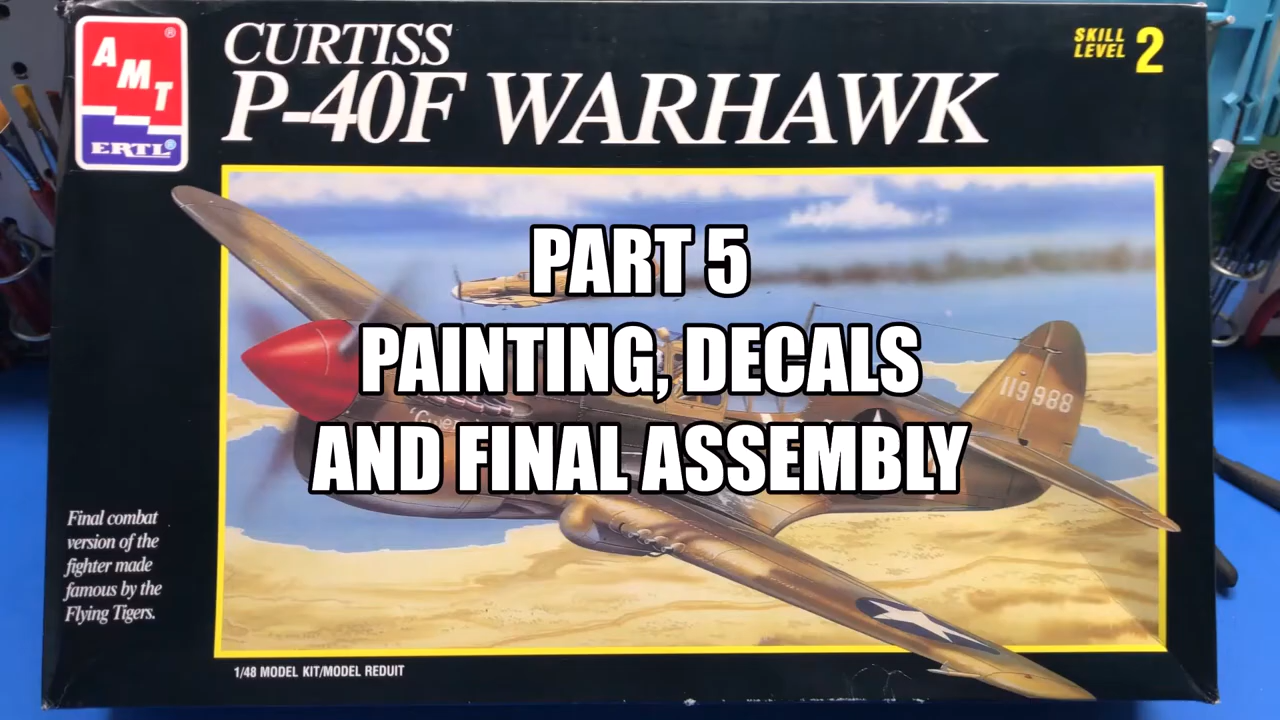 AMT®
ERTL®
CURTISS
P-40F WARHAWK
SKILL
LEVEL 2
PART 5
PAINTING, DECALS
AND FINAL ASSEMBLY
119988
Final combat
version of the
fighter made
famous by the
Flying Tigers.
1/48 MODEL KIT/MODEL REDUIT